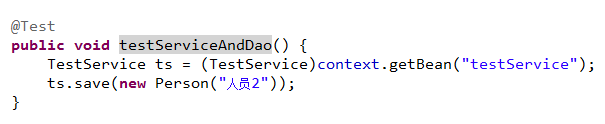 @Test
public void testServiceAndDao() {
    TestService ts = (TestService)context.getBean("testService");
    ts.save(new Person("人员2"));
}